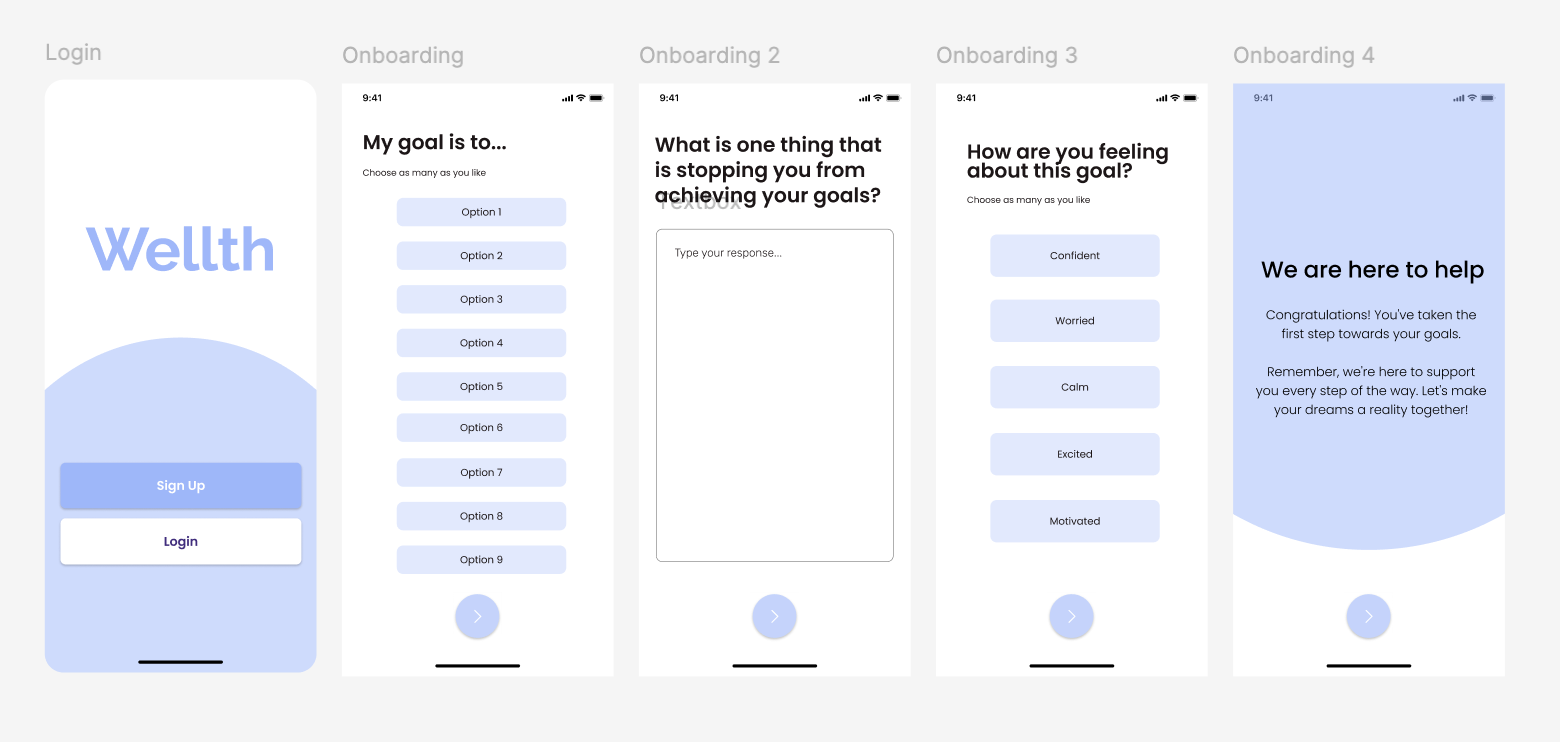 Login
Wellth
Sign Up
Login
Onboarding
9:41
My goal is to...
Choose as many as you like
Option 1
Option 2
Option 3
Option 4
Option 5
Option 6
Option 7
Option 8
Option 9
Onboarding 2
9:41
What is one thing that
is stopping you from
achieving your goals?
Textbox
Type your response...
Onboarding 3
9:41
How are you feeling
about this goal?
Choose as many as you like
Confident
Worried
Calm
Excited
Motivated
Onboarding 4
9:41
We are here to help
Congratulations! You've taken the
first step towards your goals.
Remember, we're here to support
you every step of the way. Let's make
your dreams a reality together!